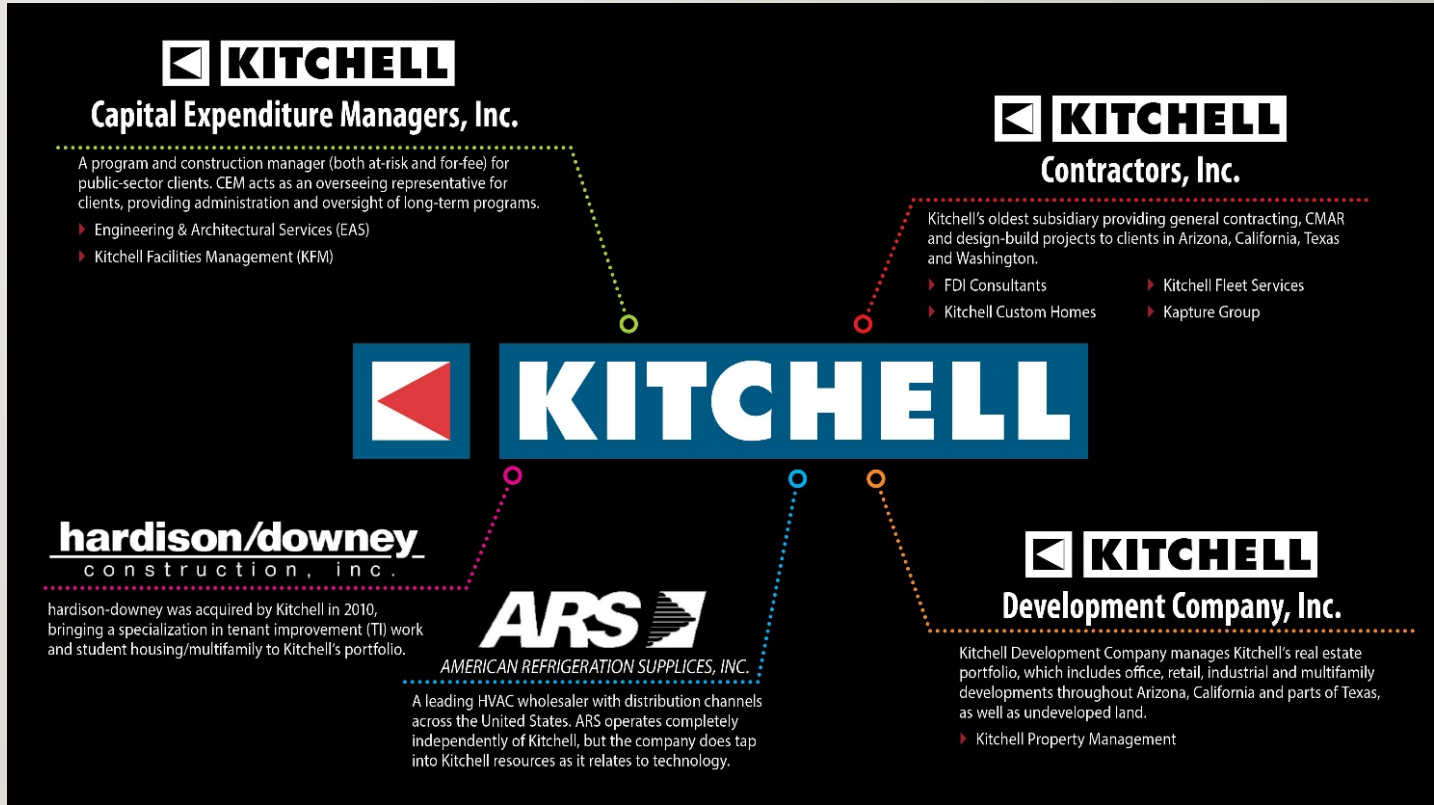 KITCHELL
Capital Expenditure Managers, Inc.
A program and construction manager (both at-risk and for-fee) for
public-sector clients. CEM acts as an overseeing representative for
clients, providing administration and oversight of long-term programs.
Engineering & Architectural Services (EAS)
Kitchell Facilities Management (KFM)
KITCHELL
Contractors, Inc.
Kitchell's oldest subsidiary providing general contracting, CMAR
and design-build projects to clients in Arizona, California, Texas
and Washington.
FDI Consultants
Kitchell Custom Homes
Kitchell Fleet Services
Kapture Group
KITCHELL
hardison/downey
construction, inc.
hardison-downey was acquired by Kitchell in 2010,
bringing a specialization in tenant improvement (TI) work
and student housing/multifamily to Kitchell's portfolio.
ARS
AMERICAN REFRIGERATION SUPPLICES, INC.
A leading HVAC wholesaler with distribution channels
across the United States. ARS operates completely
independently of Kitchell, but the company does tap
into Kitchell resources as it relates to technology.
KITCHELL
Development Company, Inc.
Kitchell Development Company manages Kitchell's real estate
portfolio, which includes office, retail, industrial and multifamily
developments throughout Arizona, California and parts of Texas,
as well as undeveloped land.
Kitchell Property Management